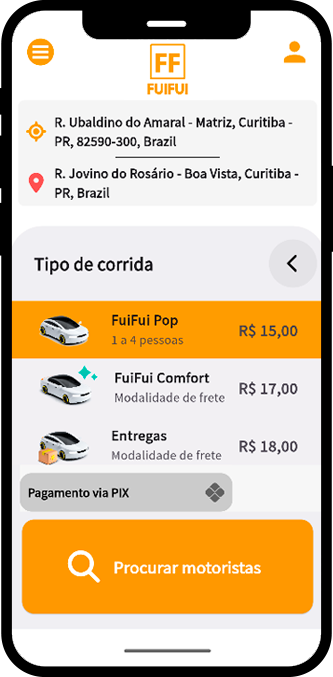 FF
FUIFUI
R. Ubaldino do Amaral - Matriz, Curitiba -
PR, 82590-300, Brazil
R. Jovino do Rosário - Boa Vista, Curitiba -
PR, Brazil
Tipo de corrida
FuiFui Pop
1 a 4 pessoas
R$ 15,00
FuiFui Comfort
Modalidade de frete
R$ 17,00
Entregas
Modalidade de frete
R$ 18,00
Pagamento via PIX
Procurar motoristas